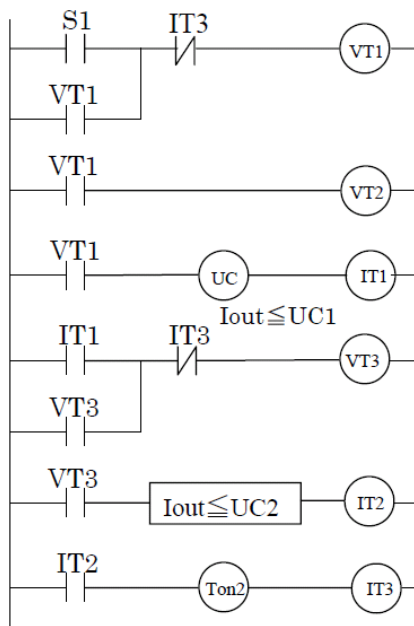 S1 IT3 VT1
VT1
VT1 VT2
VT1 UC IT1
Iout≦UC1
IT1 IT3 VT3
VT3
VT3 Iout≦UC2 IT2
IT2 Ton2 IT3